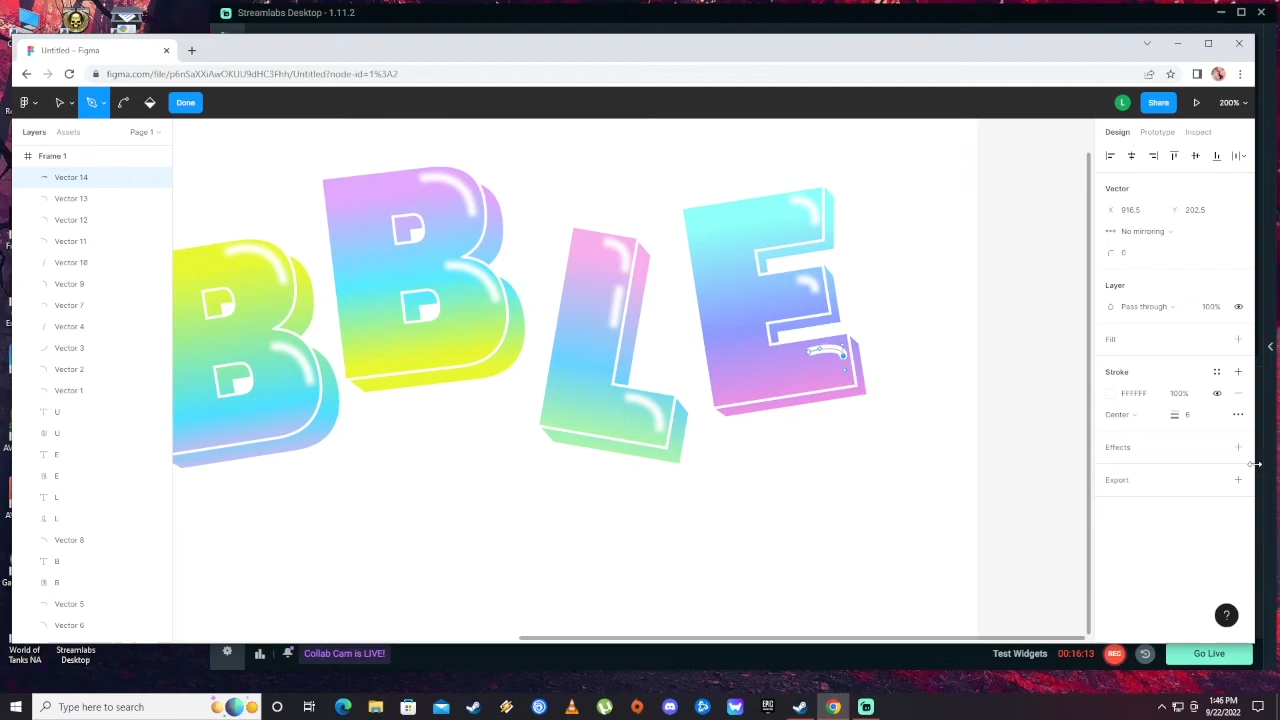 Streamlabs Desktop - 1.11.2
Untitled – Figma
figma.com/file/p6nSaXXiAwOKUU9dHC3Fhh/Untitled?node-id=1%3A2
Done
L
Share
200%
Layers
Assets
Page 1
Design
Prototype
Inspect
Frame 1
Vector 14
Vector 13
Vector 12
Vector 11
Vector 10
Vector 9
Vector 7
Vector 4
Vector 3
Vector 2
Vector 1
U
U
E
E
L
L
Vector 8
B
B
Vector 5
Vector 6
B
B
L
E
Vector
X 916.5
Y 202.5
No mirroring
0
Layer
Pass through
100%
Fill
Stroke
FFFFFF
100%
Center
6
Effects
Export
?
World of
Tanks NA
Streamlabs
Desktop
Collab Cam is LIVE!
Test Widgets
00:16:13
REC
Go Live
Type here to search
EPIC
1:46 PM
9/22/2022